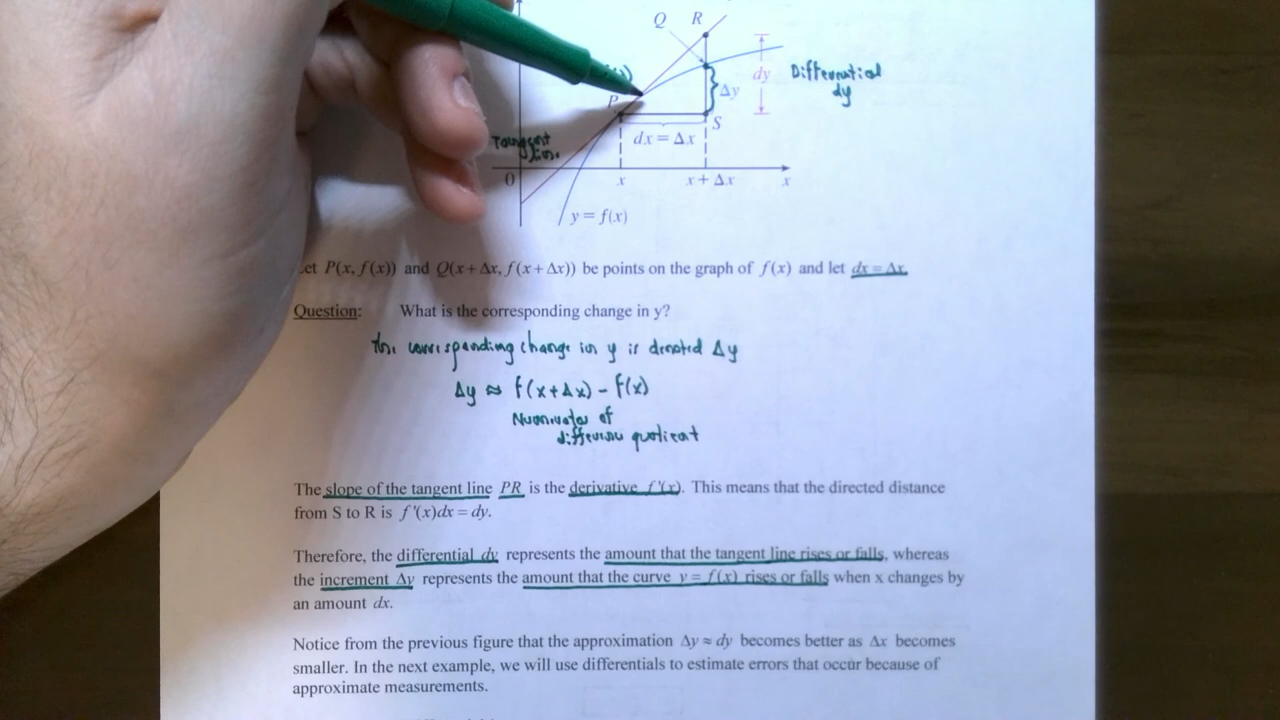 Q R
dy Differential
dy
Δy
P
S
dx = Δx
Tangent
line
0 x x + Δx x
y = f(x)
et P(x, f(x)) and Q(x + Δx, f(x + Δx)) be points on the graph of f(x) and let dx = Δx.
Question: What is the corresponding change in y?
the corresponding change in y is denoted Δy
Δy ≈ f(x+Δx) - f(x)
Numerator of
difference quotient
The slope of the tangent line PR is the derivative f'(x). This means that the directed distance
from S to R is f'(x)dx = dy.
Therefore, the differential dy represents the amount that the tangent line rises or falls, whereas
the increment Δy represents the amount that the curve y = f(x) rises or falls when x changes by
an amount dx.
Notice from the previous figure that the approximation Δy ≈ dy becomes better as Δx becomes
smaller. In the next example, we will use differentials to estimate errors that occur because of
approximate measurements.